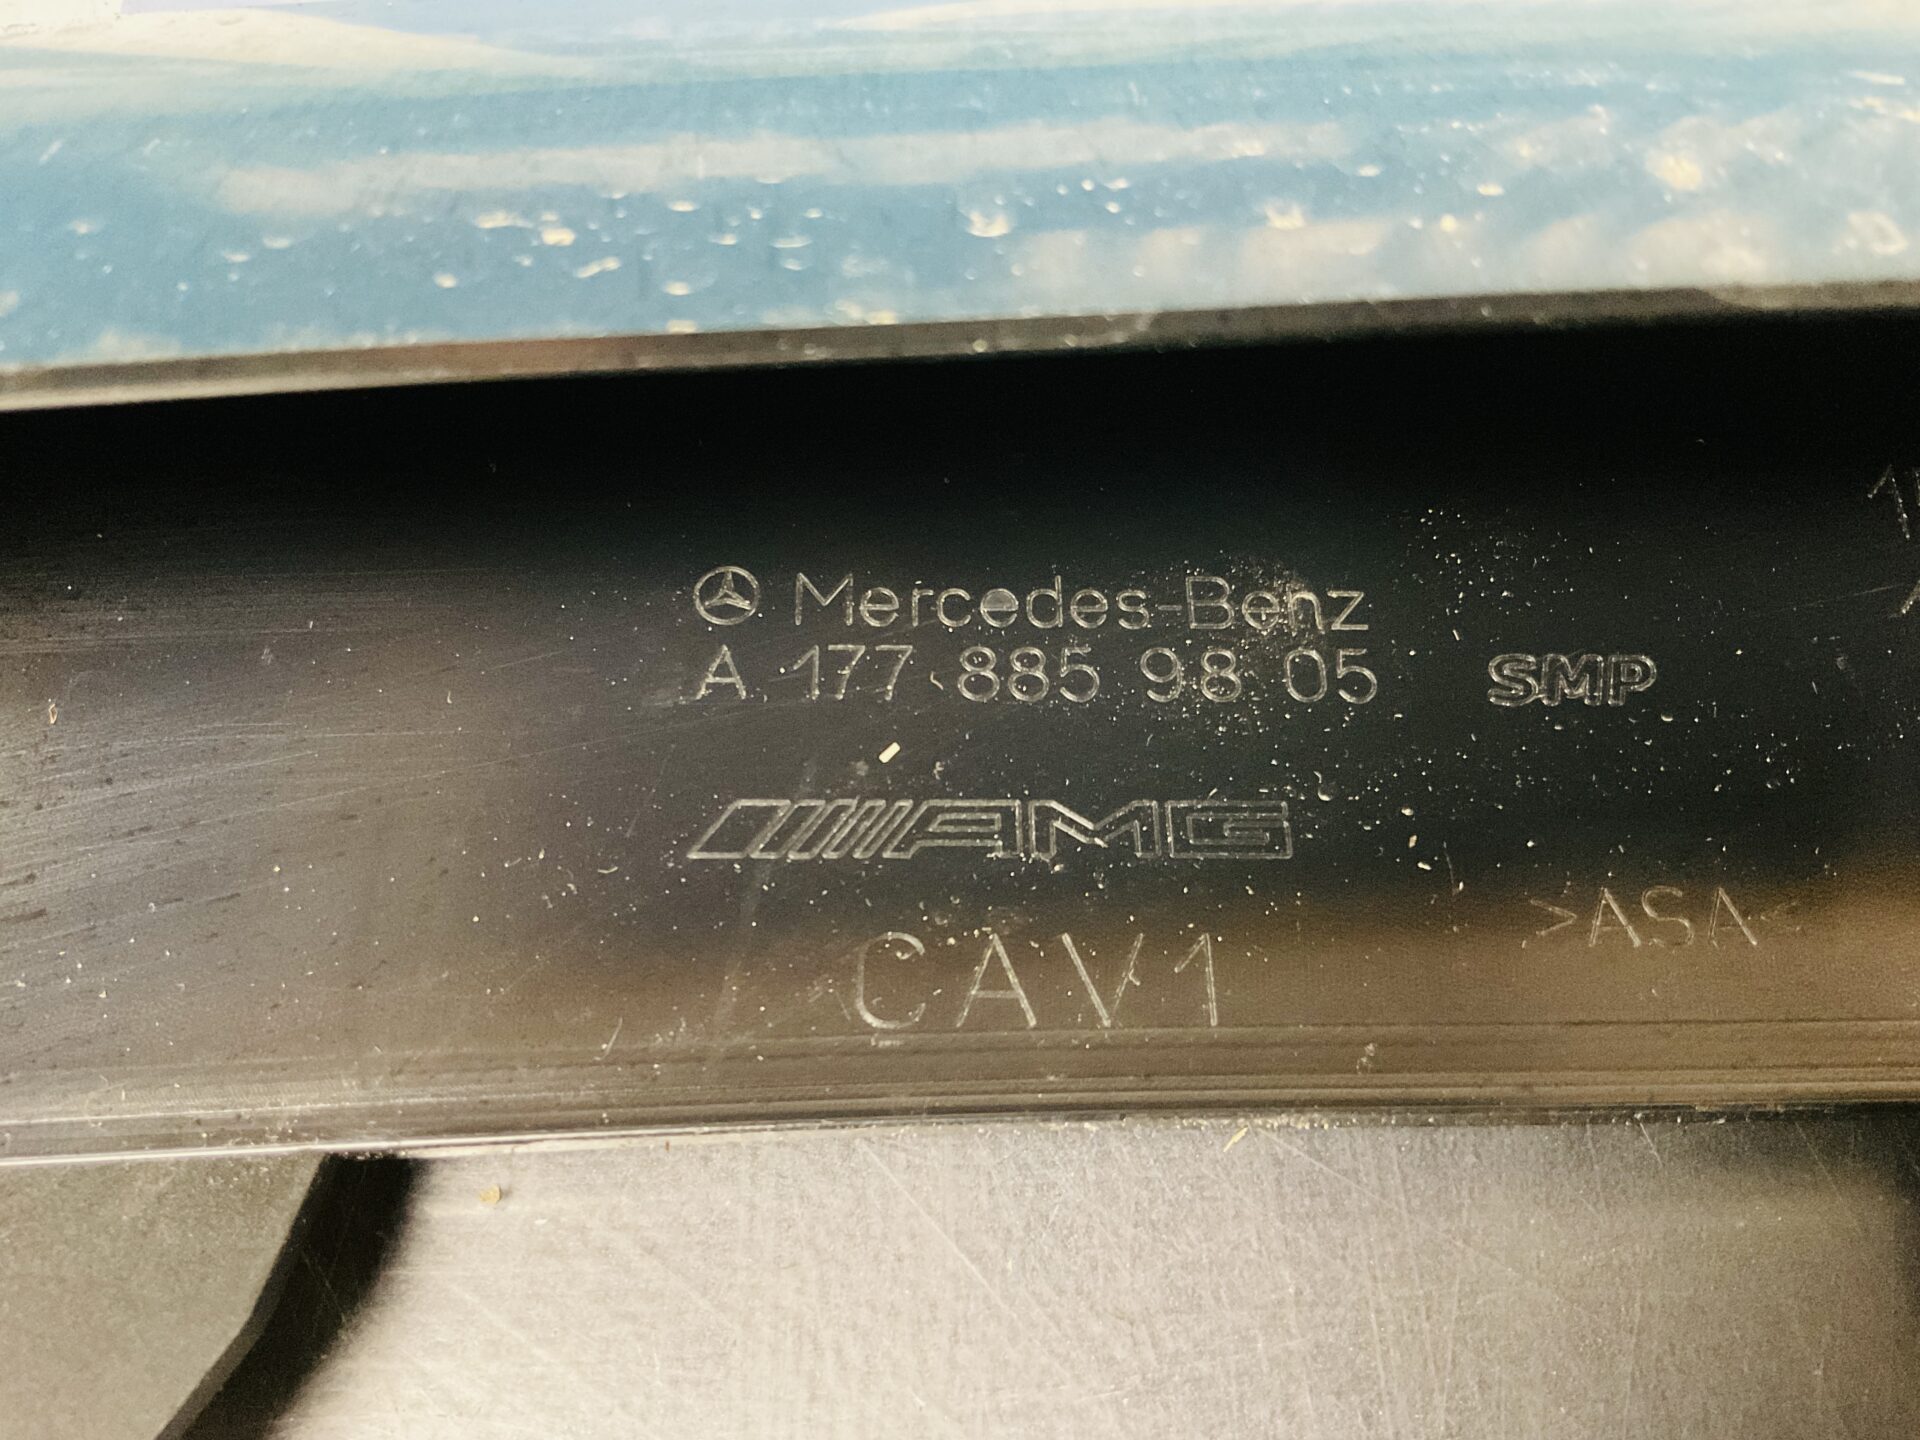 Mercedes-Benz
A 177 885 98 05 SMP
AMG
>ASA<
CAV1